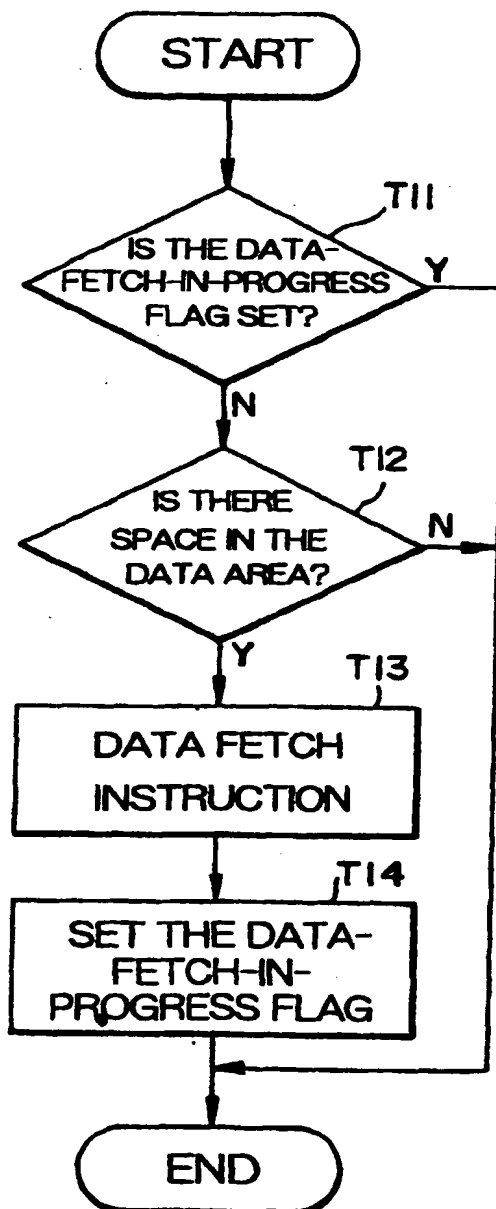 START
T11
IS THE DATA-
FETCH-IN-PROGRESS
FLAG SET?
Y
N
T12
IS THERE
SPACE IN THE
DATA AREA?
N
Y
T13
DATA FETCH
INSTRUCTION
T14
SET THE DATA-
FETCH-IN-
PROGRESS FLAG
END